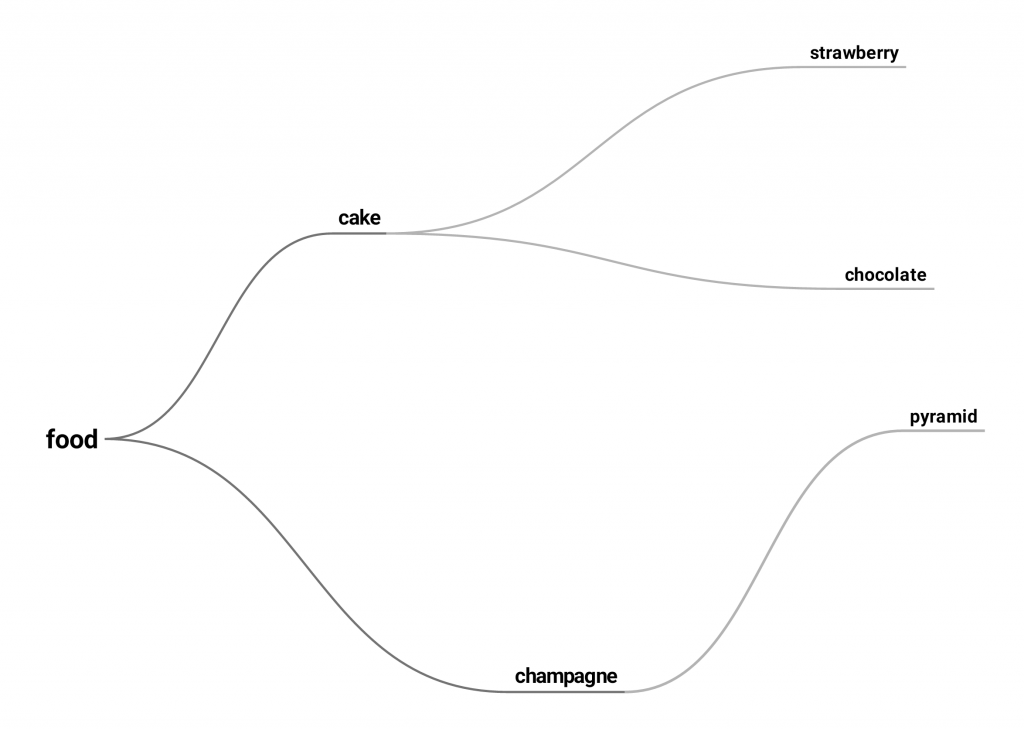 strawberry
cake
chocolate
pyramid
food
champagne